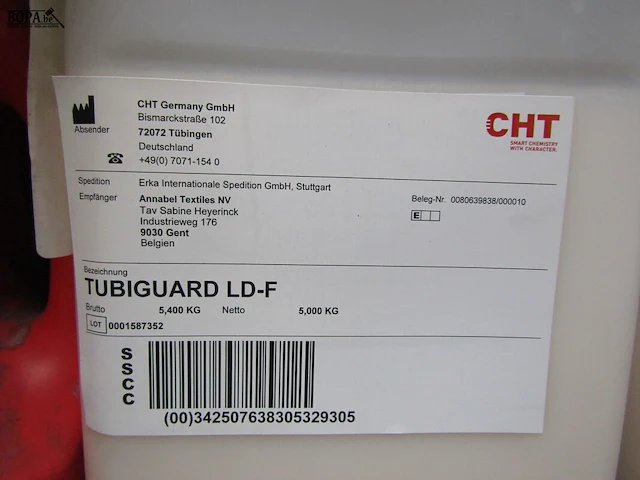 BOPA.be
CHT Germany GmbH
Bismarckstraße 102
72072 Tübingen
Deutschland
+49(0) 7071-154 0
Absender
CHT
SMART CHEMISTRY
WITH CHARACTER.
Spedition Erka Internationale Spedition GmbH, Stuttgart
Empfänger Annabel Textiles NV
Tav Sabine Heyerinck
Industrieweg 176
9030 Gent
Belgien
Beleg-Nr. 0080639838/000010
E
Bezeichnung
TUBIGUARD LD-F
Brutto 5,400 KG Netto 5,000 KG
LOT 0001587352
SSCC
(00)342507638305329305